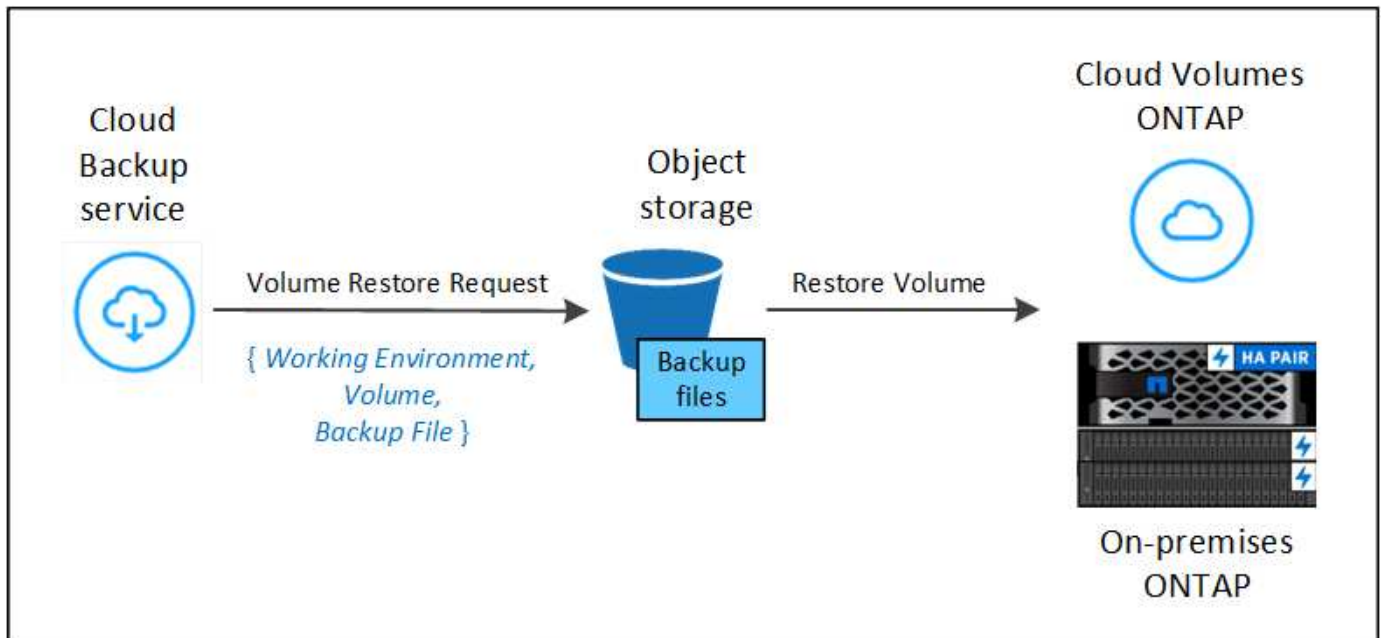 Cloud
Backup
service
Volume Restore Request
{ Working Environment,
Volume,
Backup File }
Object
storage
Backup
files
Restore Volume
Cloud Volumes
ONTAP
HA PAIR
On-premises
ONTAP